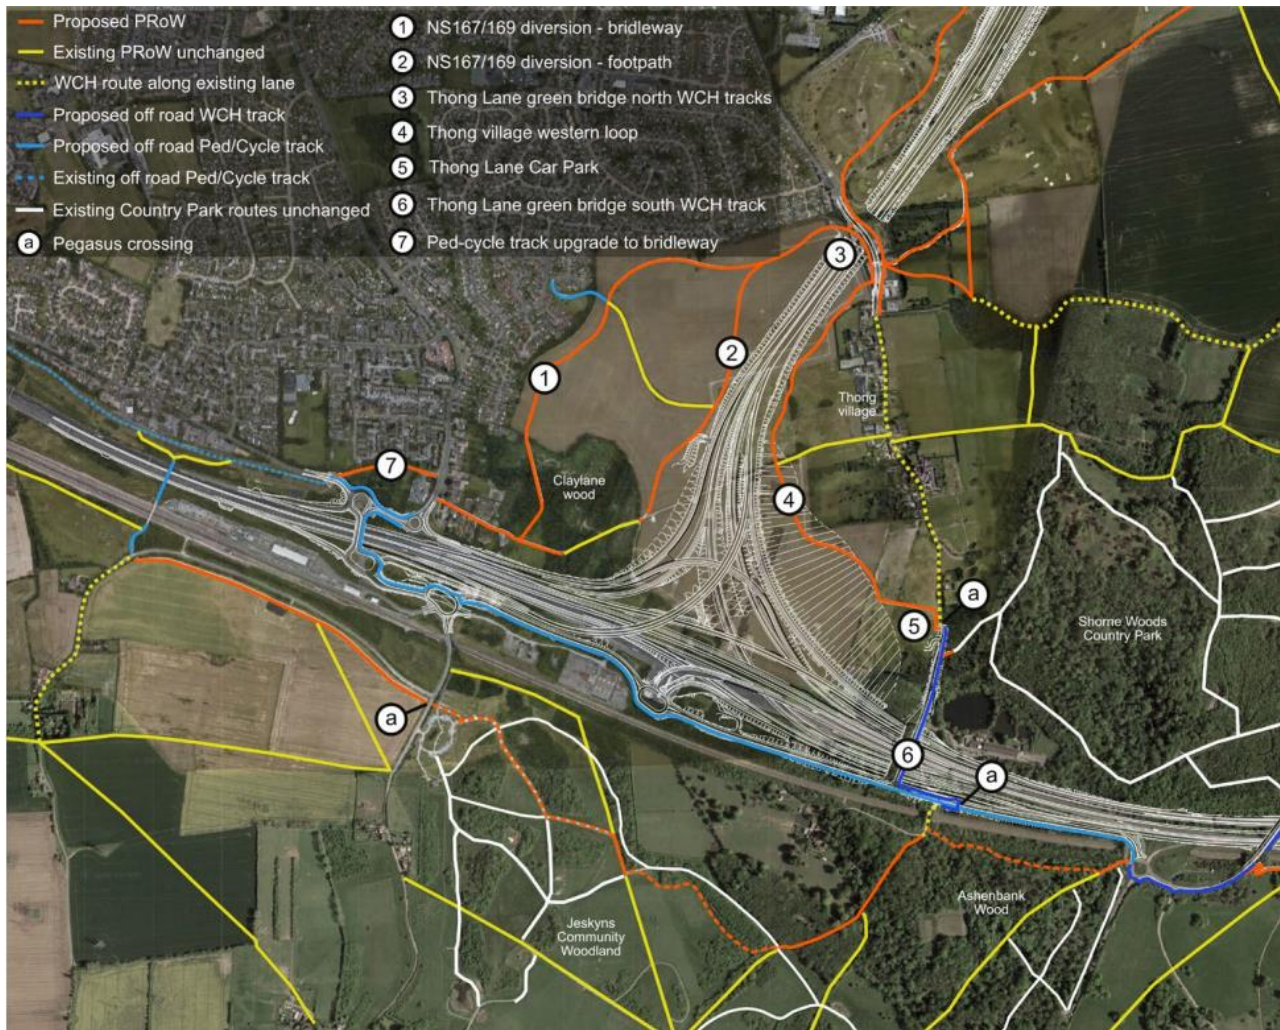 Proposed PRoW
Existing PRoW unchanged
WCH route along existing lane
Proposed off road WCH track
Proposed off road Ped/Cycle track
Existing off road Ped/Cycle track
Existing Country Park routes unchanged
a Pegasus crossing
1 NS167/169 diversion - bridleway
2 NS167/169 diversion - footpath
3 Thong Lane green bridge north WCH tracks
4 Thong village western loop
5 Thong Lane Car Park
6 Thong Lane green bridge south WCH track
7 Ped-cycle track upgrade to bridleway
3
2
1
Thong
village
7
Claylane
wood
4
a
5
Shorne Woods
Country Park
a
6
a
Ashenbank
Wood
Jeskyns
Community
Woodland